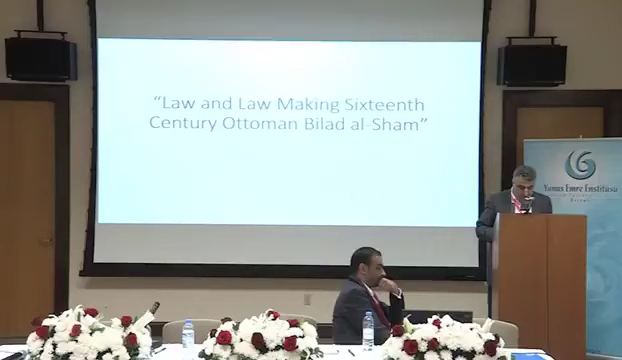 “Law and Law Making Sixteenth
Century Ottoman Bilad al-Sham”
Yunus Emre Enstitüsü